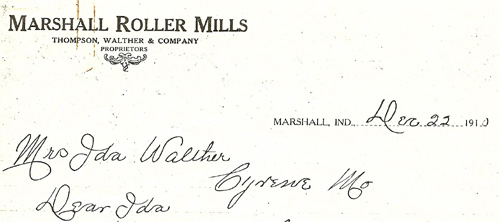 MARSHALL ROLLER MILLS
THOMPSON, WALTHER & COMPANY
PROPRIETORS
MARSHALL, IND. Dec 22 1910
Mrs Ida Walther
Cyrene Mo
Dear Ida